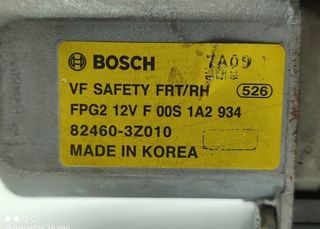 BOSCH 7A09
VF SAFETY FRT/RH 526
FPG2 12V F 00S 1A2 934
82460-3Z010
MADE IN KOREA